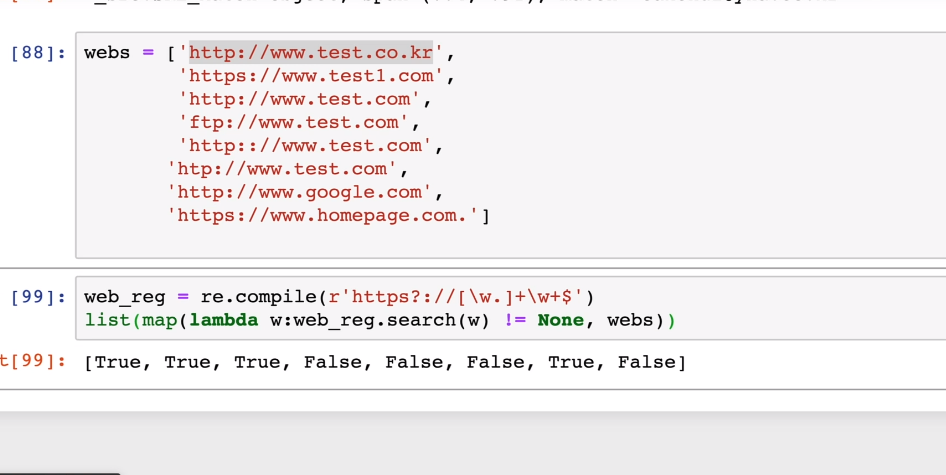 [88]: webs = ['http://www.test.co.kr',
'https://www.test1.com',
'http://www.test.com',
'ftp://www.test.com',
'http:://www.test.com',
'htp://www.test.com',
'http://www.google.com',
'https://www.homepage.com.']
[99]: web_reg = re.compile(r'https?://[\w.]+\w+$')
list(map(lambda w:web_reg.search(w) != None, webs))
t[99]: [True, True, True, False, False, False, True, False]